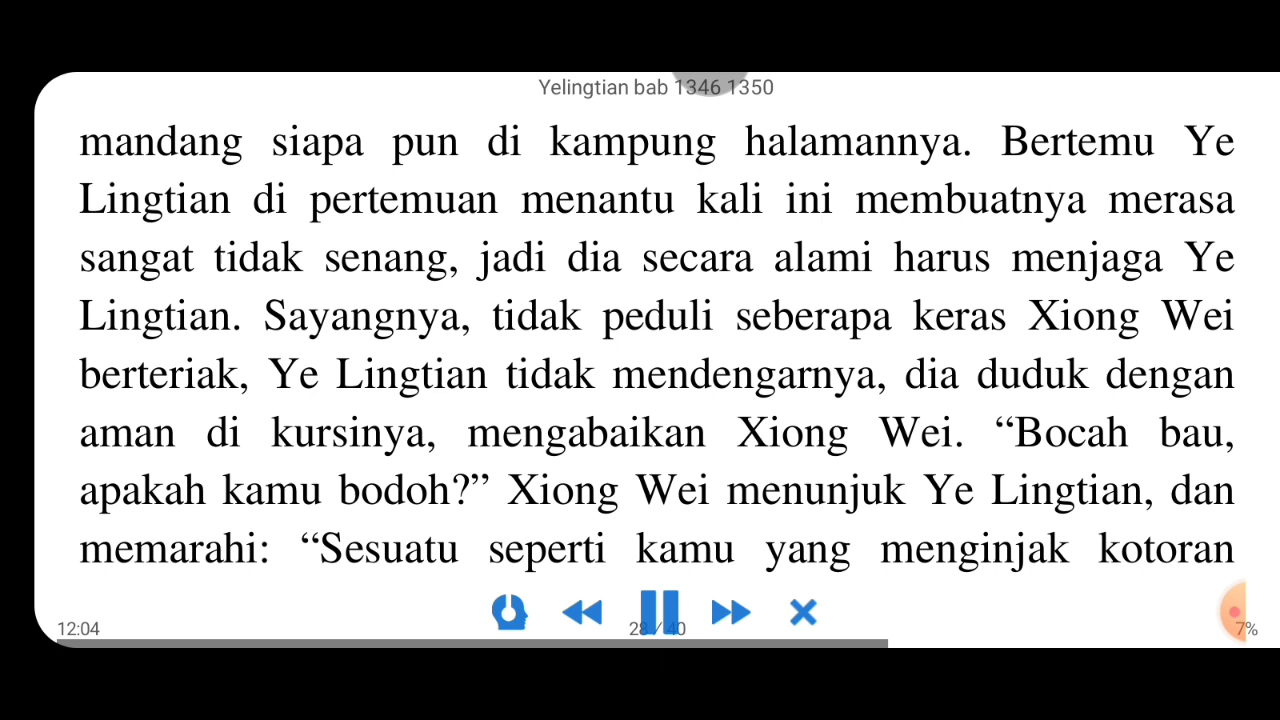 Yelingtian bab 1346 1350
mandang siapa pun di kampung halamannya. Bertemu Ye
Lingtian di pertemuan menantu kali ini membuatnya merasa
sangat tidak senang, jadi dia secara alami harus menjaga Ye
Lingtian. Sayangnya, tidak peduli seberapa keras Xiong Wei
berteriak, Ye Lingtian tidak mendengarnya, dia duduk dengan
aman di kursinya, mengabaikan Xiong Wei. “Bocah bau,
apakah kamu bodoh?” Xiong Wei menunjuk Ye Lingtian, dan
memarahi: “Sesuatu seperti kamu yang menginjak kotoran
12:04 28 / 40 7%